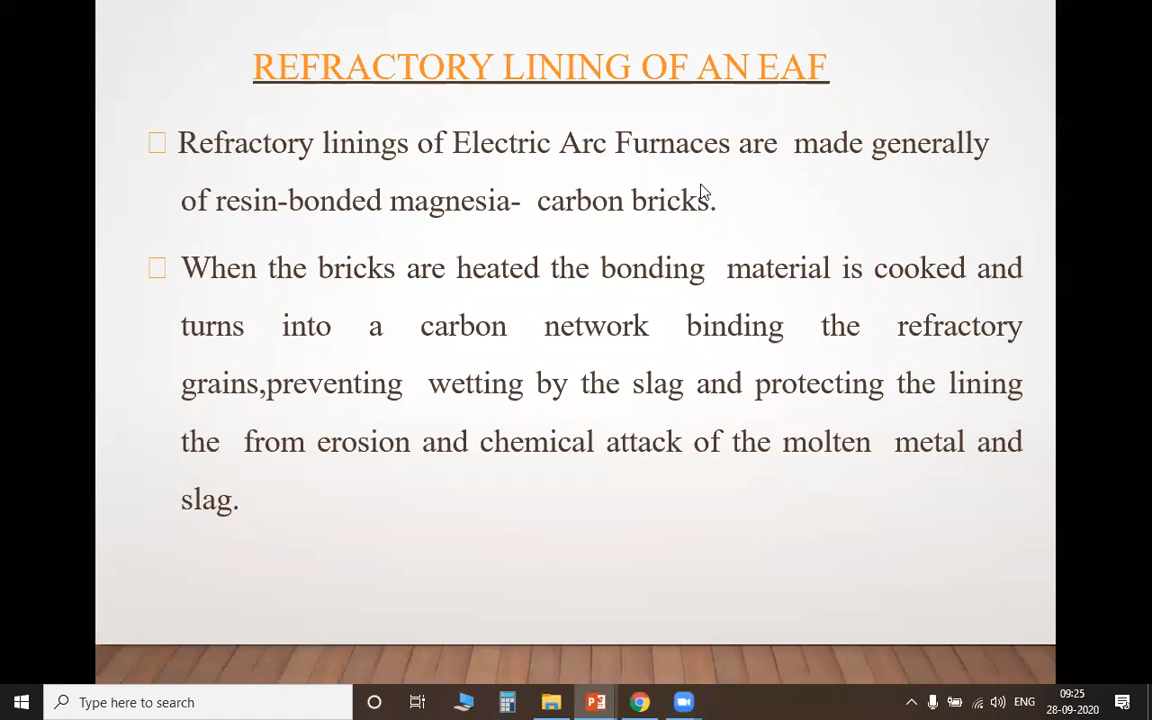 REFRACTORY LINING OF AN EAF
Refractory linings of Electric Arc Furnaces are made generally
of resin-bonded magnesia- carbon bricks.
When the bricks are heated the bonding material is cooked and
turns into a carbon network binding the refractory
grains,preventing wetting by the slag and protecting the lining
the from erosion and chemical attack of the molten metal and
slag.
Type here to search
ENG
09:25
28-09-2020